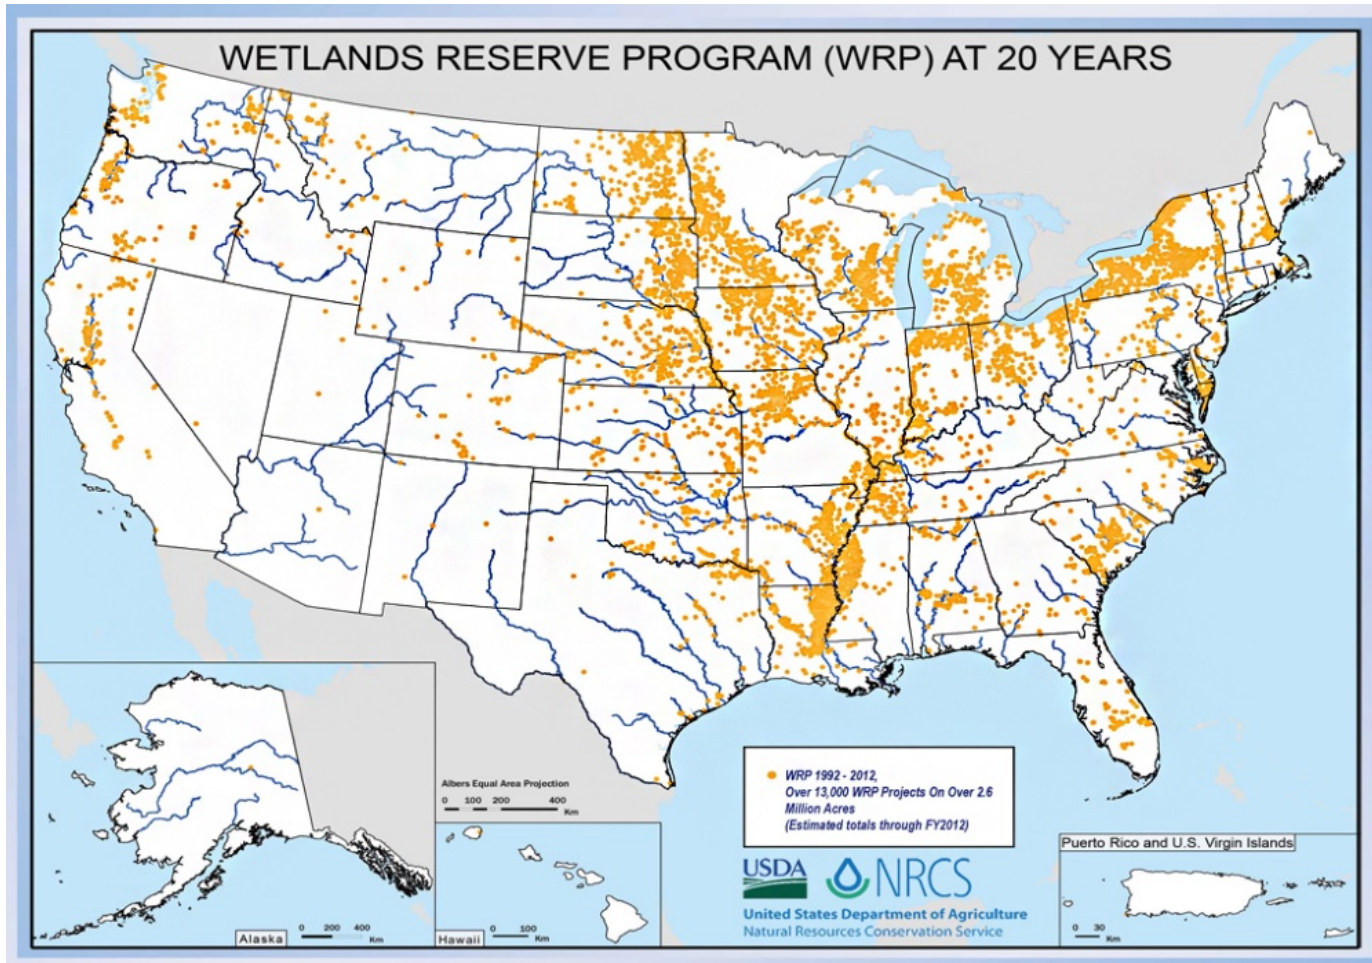 WETLANDS RESERVE PROGRAM (WRP) AT 20 YEARS
Albers Equal Area Projection
0 100 200 400
Km
WRP 1992 - 2012,
Over 13,000 WRP Projects On Over 2.6
Million Acres
(Estimated totals through FY2012)
USDA NRCS
United States Department of Agriculture
Natural Resources Conservation Service
Alaska
0 200 400
Km
Hawaii
0 100
Km
Puerto Rico and U.S. Virgin Islands
0 30
Km